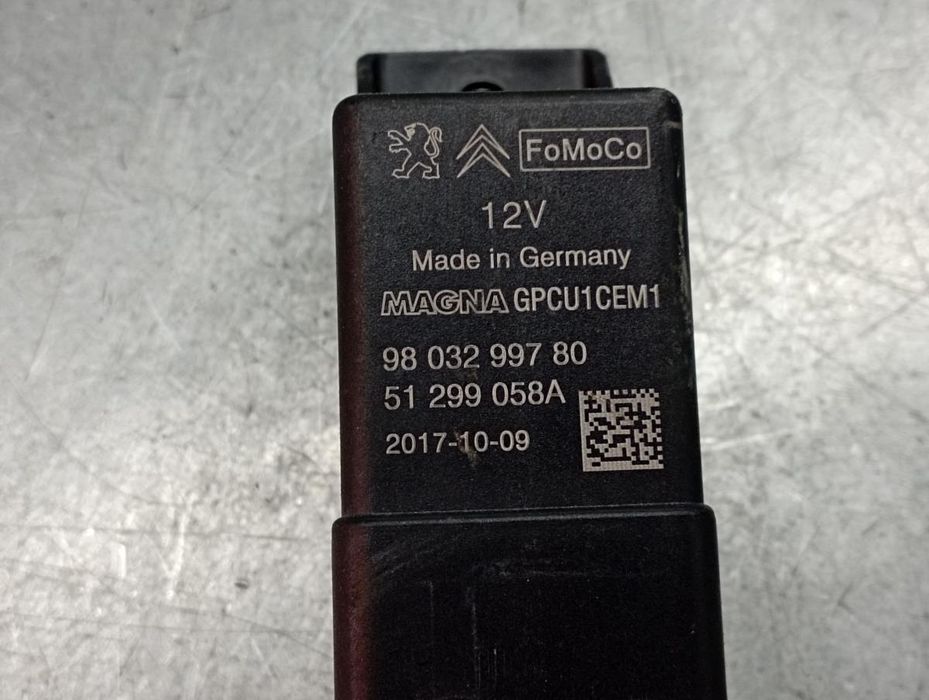 FoMoCo
12V
Made in Germany
MAGNA GPCU1CEM1
98 032 997 80
51 299 058A
2017-10-09